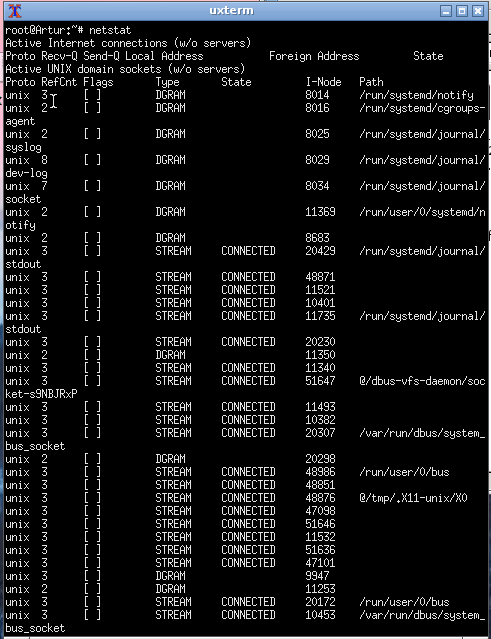 uxterm
root@Artur:~# netstat
Active Internet connections (w/o servers)
Proto Recv-Q Send-Q Local Address           Foreign Address         State
Active UNIX domain sockets (w/o servers)
Proto RefCnt Flags       Type       State         I-Node   Path
unix  3      [ ]         DGRAM                    8014     /run/systemd/notify
unix  2      [ ]         DGRAM                    8016     /run/systemd/cgroups-
agent
unix  2      [ ]         DGRAM                    8025     /run/systemd/journal/
syslog
unix  8      [ ]         DGRAM                    8029     /run/systemd/journal/
dev-log
unix  7      [ ]         DGRAM                    8034     /run/systemd/journal/
socket
unix  2      [ ]         DGRAM                    11369    /run/user/0/systemd/n
otify
unix  2      [ ]         DGRAM                    8683
unix  3      [ ]         STREAM     CONNECTED     20429    /run/systemd/journal/
stdout
unix  3      [ ]         STREAM     CONNECTED     48871
unix  3      [ ]         STREAM     CONNECTED     11521
unix  3      [ ]         STREAM     CONNECTED     10401
unix  3      [ ]         STREAM     CONNECTED     11735    /run/systemd/journal/
stdout
unix  3      [ ]         STREAM     CONNECTED     20230
unix  2      [ ]         DGRAM                    11350
unix  3      [ ]         STREAM     CONNECTED     11340
unix  3      [ ]         STREAM     CONNECTED     51647    @/dbus-vfs-daemon/soc
ket-s9NBJRxP
unix  3      [ ]         STREAM     CONNECTED     11493
unix  3      [ ]         STREAM     CONNECTED     10382
unix  3      [ ]         STREAM     CONNECTED     20307    /var/run/dbus/system_
bus_socket
unix  2      [ ]         DGRAM                    20298
unix  3      [ ]         STREAM     CONNECTED     48986    /run/user/0/bus
unix  3      [ ]         STREAM     CONNECTED     48851
unix  3      [ ]         STREAM     CONNECTED     48876    @/tmp/.X11-unix/X0
unix  3      [ ]         STREAM     CONNECTED     47098
unix  3      [ ]         STREAM     CONNECTED     51646
unix  3      [ ]         STREAM     CONNECTED     11532
unix  3      [ ]         STREAM     CONNECTED     51636
unix  3      [ ]         STREAM     CONNECTED     47101
unix  3      [ ]         DGRAM                    9947
unix  2      [ ]         DGRAM                    11253
unix  3      [ ]         STREAM     CONNECTED     20172    /run/user/0/bus
unix  3      [ ]         STREAM     CONNECTED     10453    /var/run/dbus/system_
bus_socket